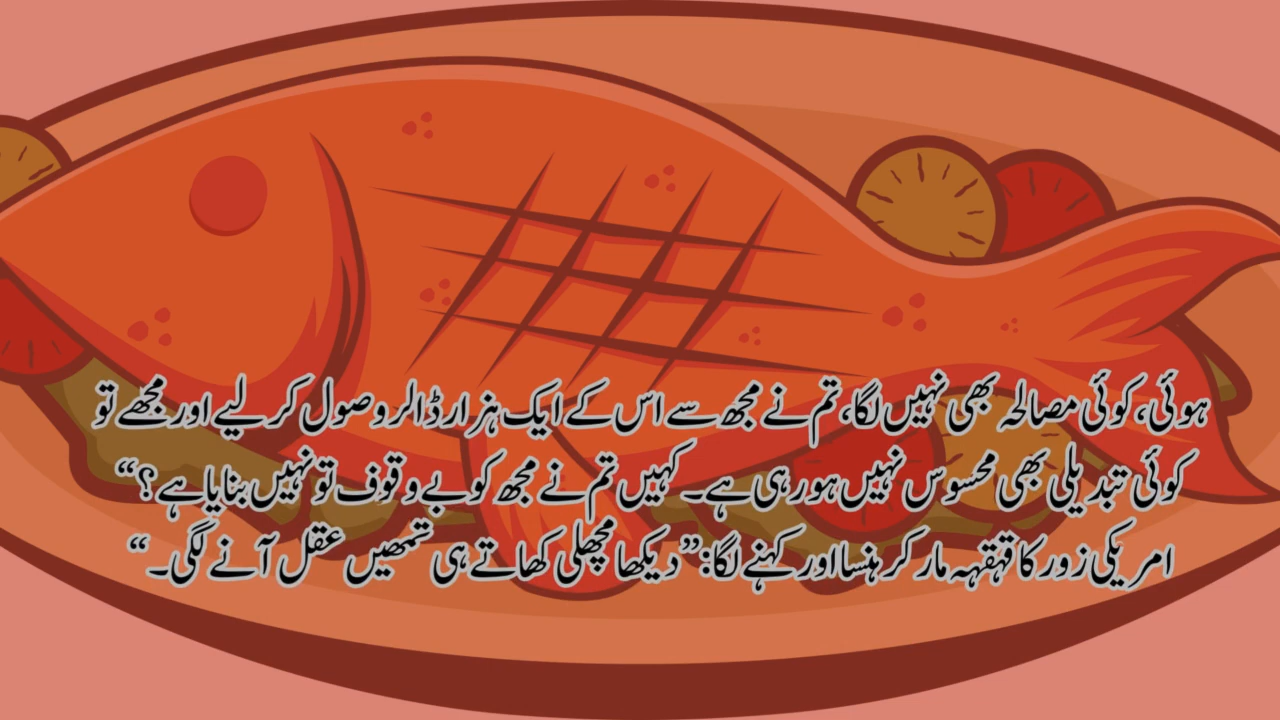 ہوئی، کوئی مصالحہ بھی نہیں لگا، تم نے مجھ سے اس کے ایک ہزار ڈالر وصول کر لیے اور مجھے تو
کوئی تبدیلی بھی محسوس نہیں ہو رہی ہے۔ کہیں تم نے مجھ کو بے وقوف تو نہیں بنایا ہے؟“
امریکی زور کا قہقہہ مار کر ہنسا اور کہنے لگا: ”دیکھا مچھلی کھاتے ہی تمھیں عقل آنے لگی۔“